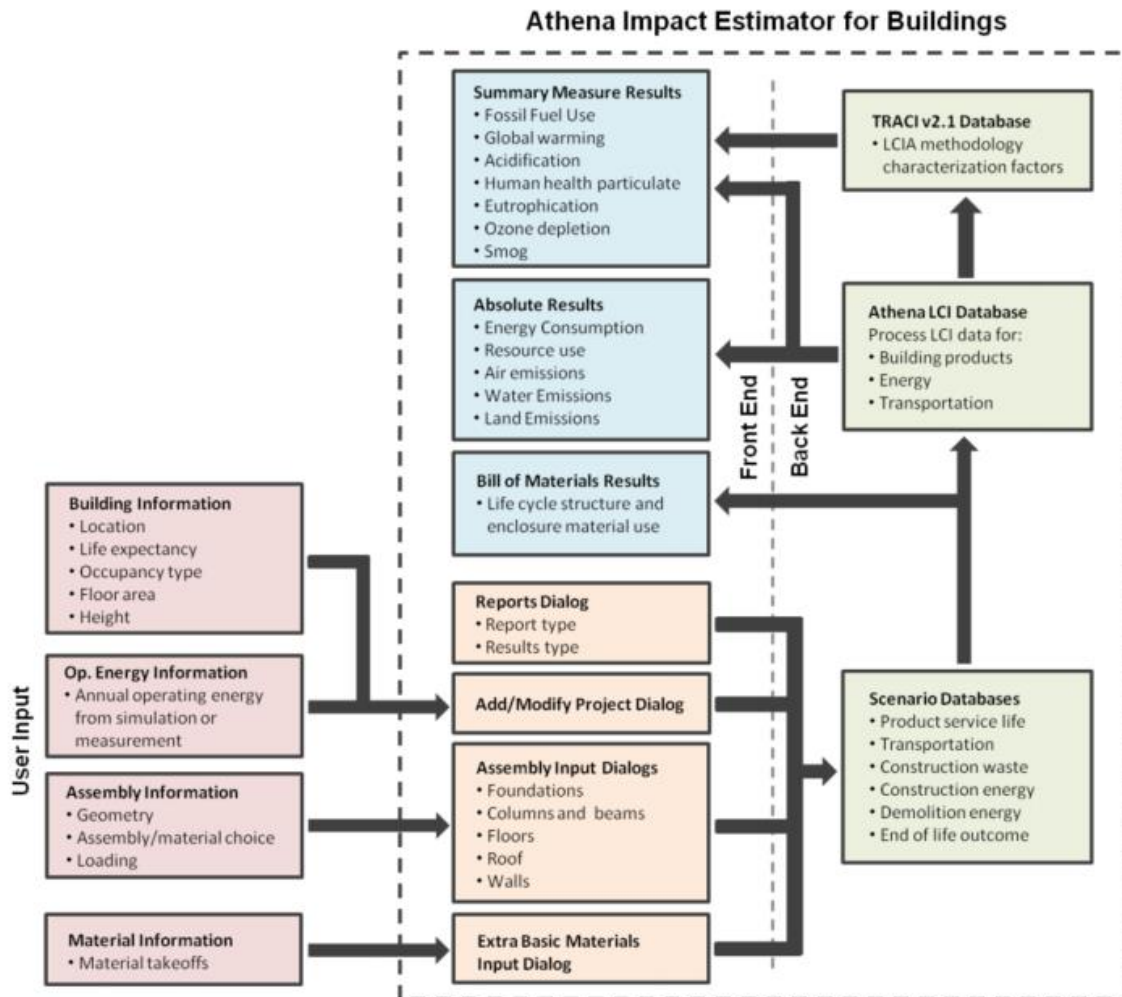 Athena Impact Estimator for Buildings
Summary Measure Results
• Fossil Fuel Use
• Global warming
• Acidification
• Human health particulate
• Eutrophication
• Ozone depletion
• Smog
TRACI v2.1 Database
• LCIA methodology
characterization factors
Absolute Results
• Energy Consumption
• Resource use
• Air emissions
• Water Emissions
• Land Emissions
Athena LCI Database
Process LCI data for:
• Building products
• Energy
• Transportation
Front End
Back End
Bill of Materials Results
• Life cycle structure and
enclosure material use
User Input
Building Information
• Location
• Life expectancy
• Occupancy type
• Floor area
• Height
Reports Dialog
• Report type
• Results type
Op. Energy Information
• Annual operating energy
from simulation or
measurement
Add/Modify Project Dialog
Scenario Databases
• Product service life
• Transportation
• Construction waste
• Construction energy
• Demolition energy
• End of life outcome
Assembly Information
• Geometry
• Assembly/material choice
• Loading
Assembly Input Dialogs
• Foundations
• Columns and beams
• Floors
• Roof
• Walls
Material Information
• Material takeoffs
Extra Basic Materials
Input Dialog